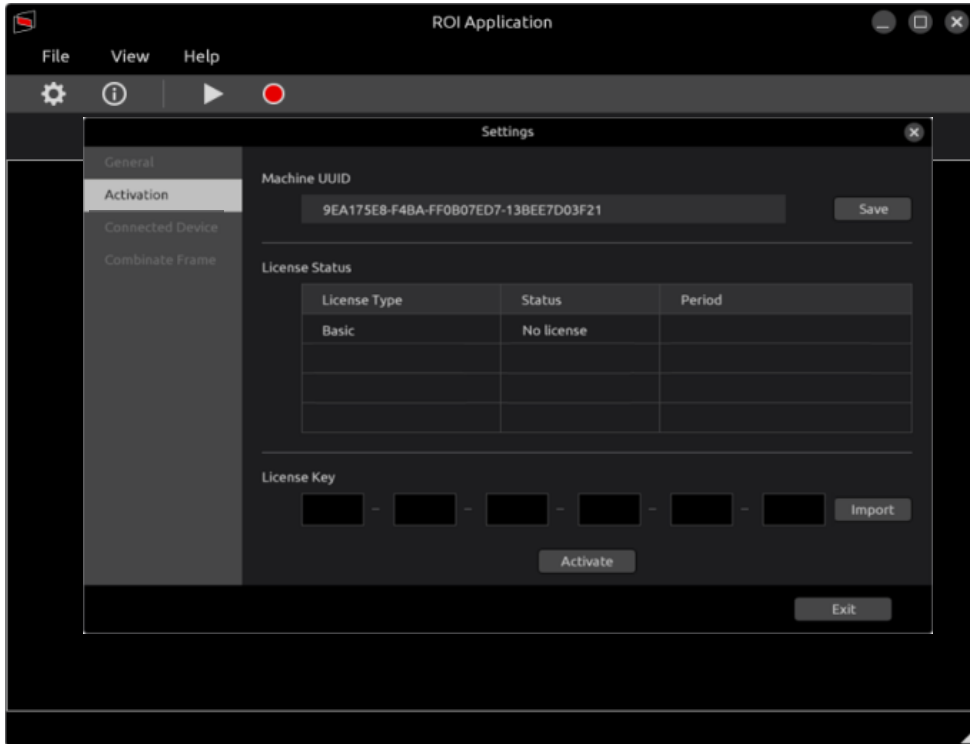 ROI Application
File View Help
Settings
General
Activation
Connected Device
Combinate Frame
Machine UUID
9EA175E8-F4BA-FF0B07ED7-13BEE7D03F21 Save
License Status
License Type Status Period
Basic No license
License Key
– – – – – Import
Activate
Exit